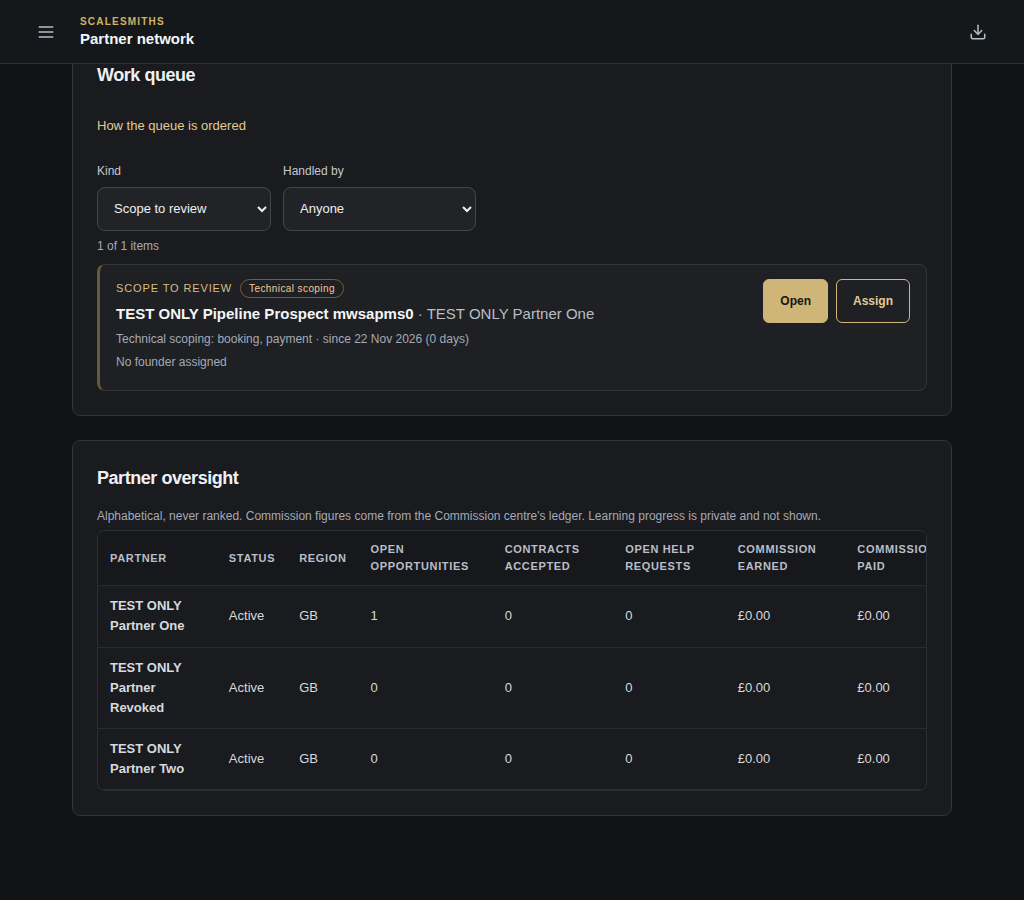 SCALESMITHS
Partner network
Work queue
How the queue is ordered
Kind
Handled by
Scope to review
Anyone
1 of 1 items
SCOPE TO REVIEW Technical scoping
TEST ONLY Pipeline Prospect mwsapms0 · TEST ONLY Partner One
Technical scoping: booking, payment · since 22 Nov 2026 (0 days)
No founder assigned
Open
Assign
Partner oversight
Alphabetical, never ranked. Commission figures come from the Commission centre's ledger. Learning progress is private and not shown.
PARTNER
STATUS
REGION
OPEN
OPPORTUNITIES
CONTRACTS
ACCEPTED
OPEN HELP
REQUESTS
COMMISSION
EARNED
COMMISSIO
PAID
TEST ONLY
Partner One
Active
GB
1
0
0
£0.00
£0.00
TEST ONLY
Partner
Revoked
Active
GB
0
0
0
£0.00
£0.00
TEST ONLY
Partner Two
Active
GB
0
0
0
£0.00
£0.00